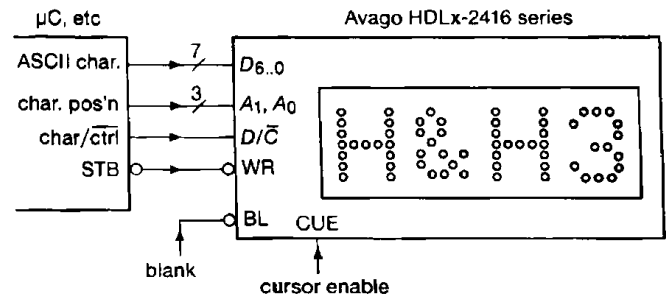 µC, etc
Avago HDLx-2416 series
ASCII char.
7
D6..0
char. pos'n
3
A1, A0
char/c̅t̅r̅l̅
D/C̅
STB
WR
BL
CUE
blank
cursor enable
H&H3